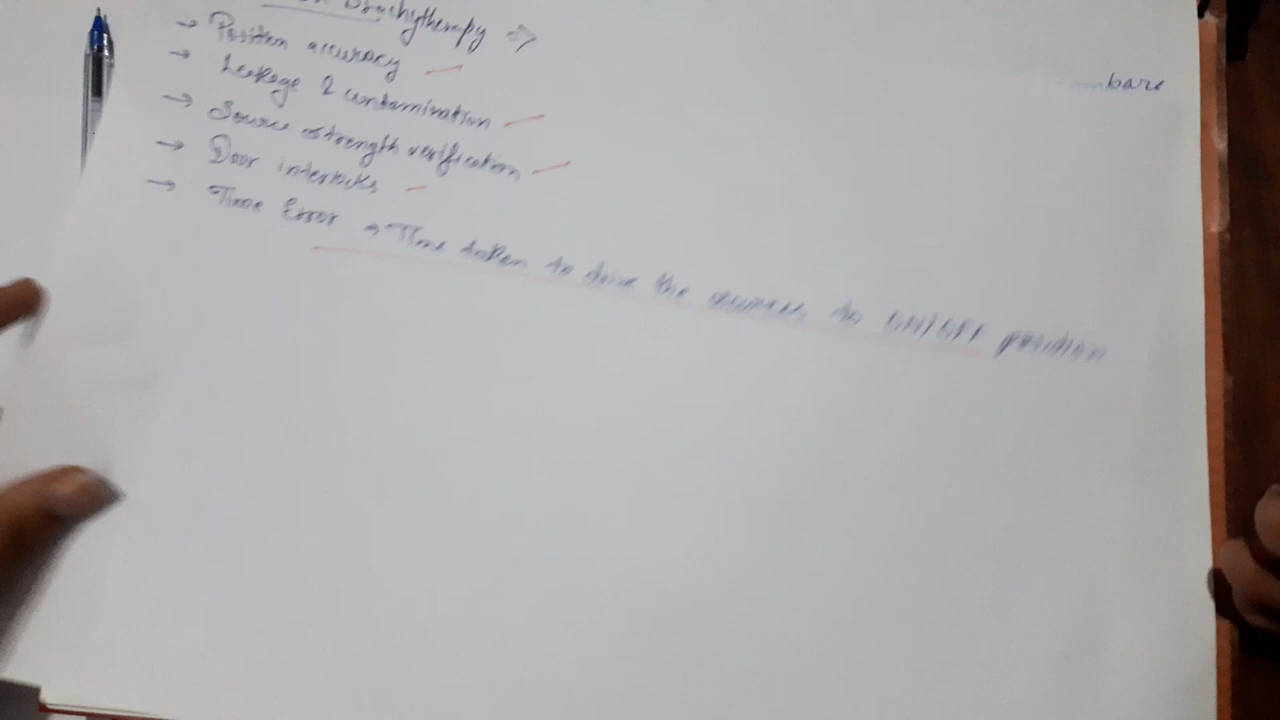 Brachytherapy ⇒
→ Position accuracy
→ Leakage & contamination
→ Source strength verification
→ Door interlocks
→ Time Error → Time taken to drive the sources to ON/OFF position
bare